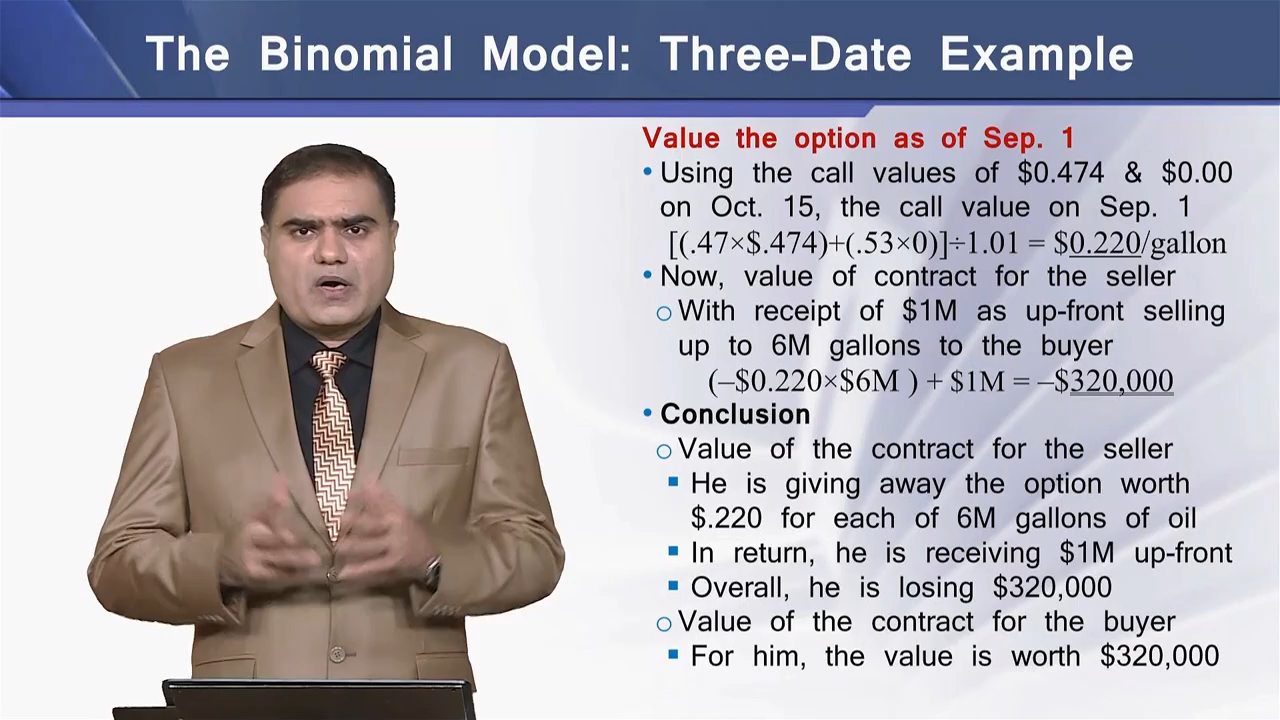 The Binomial Model: Three-Date Example
Value the option as of Sep. 1
• Using the call values of $0.474 & $0.00
on Oct. 15, the call value on Sep. 1
[(.47×$.474)+(.53×0)]÷1.01 = $0.220/gallon
• Now, value of contract for the seller
o With receipt of $1M as up-front selling
up to 6M gallons to the buyer
(–$0.220×$6M ) + $1M = –$320,000
• Conclusion
o Value of the contract for the seller
▪ He is giving away the option worth
$.220 for each of 6M gallons of oil
▪ In return, he is receiving $1M up-front
▪ Overall, he is losing $320,000
o Value of the contract for the buyer
▪ For him, the value is worth $320,000